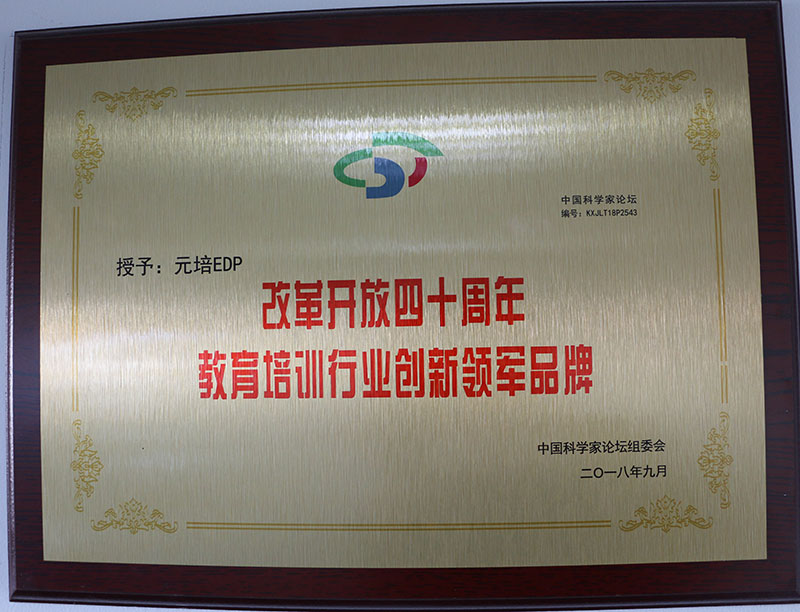 中国科学家论坛
编号：KXJLT18P2543
授予：元培EDP
改革开放四十周年
教育培训行业创新领军品牌
中国科学家论坛组委会
二〇一八年九月